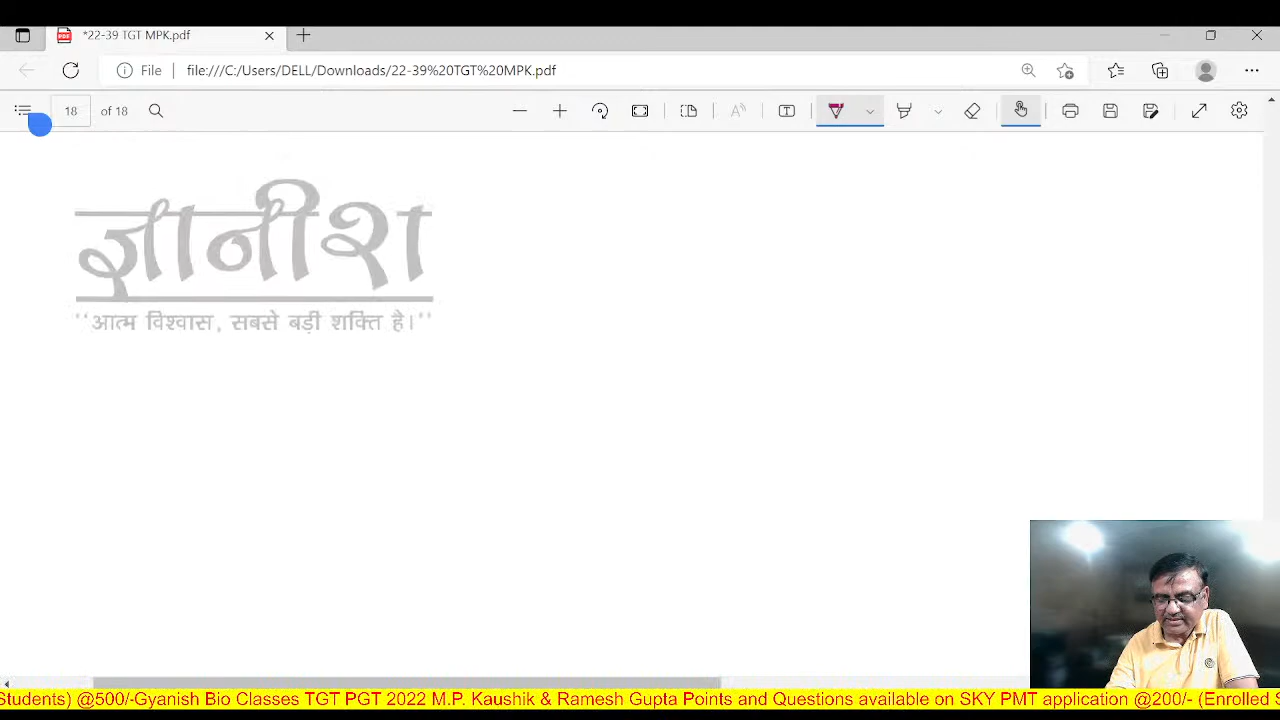 *22-39 TGT MPK.pdf
File
file:///C:/Users/DELL/Downloads/22-39%20TGT%20MPK.pdf
18 of 18
ज्ञानीश
‘‘आत्म विश्वास, सबसे बड़ी शक्ति है।’’
Students) @500/-Gyanish Bio Classes TGT PGT 2022 M.P. Kaushik & Ramesh Gupta Points and Questions available on SKY PMT application @200/- (Enrolled S